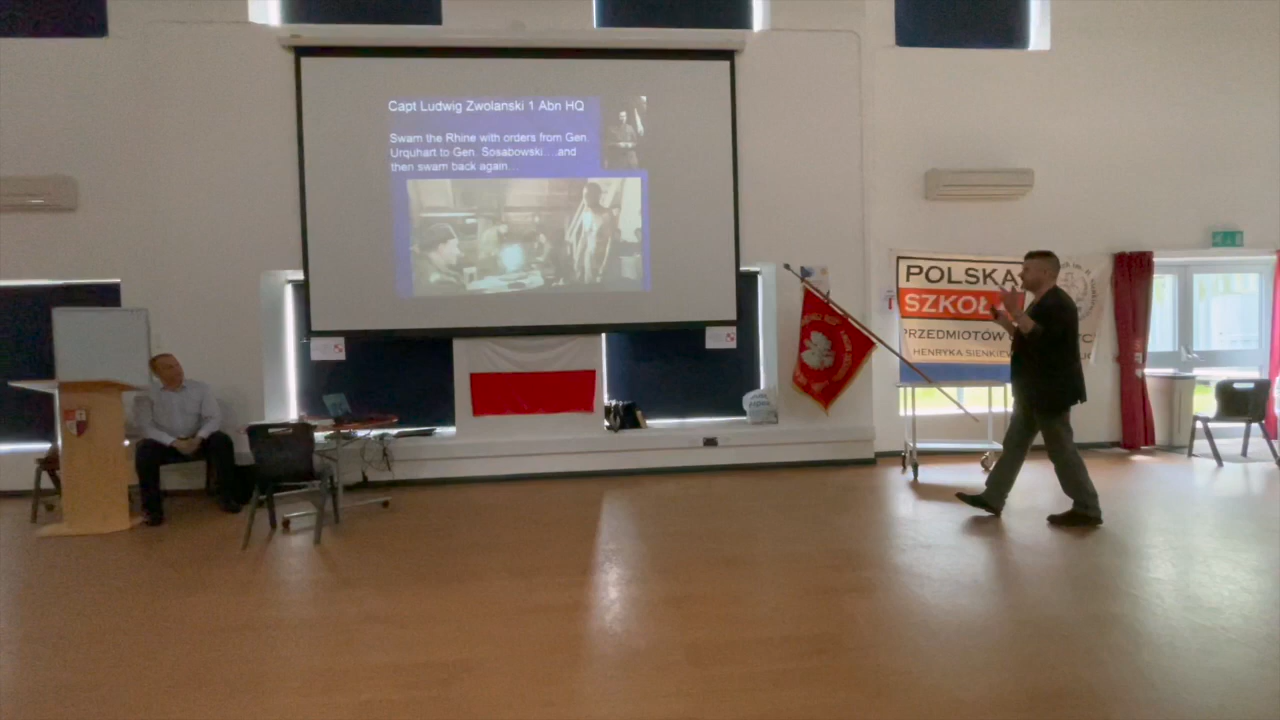 Capt Ludwig Zwolanski 1 Abn HQ
Swam the Rhine with orders from Gen.
Urquhart to Gen. Sosabowski....and
then swam back again...
POLSKA
SZKOŁA
PRZEDMIOTÓW
HENRYKA